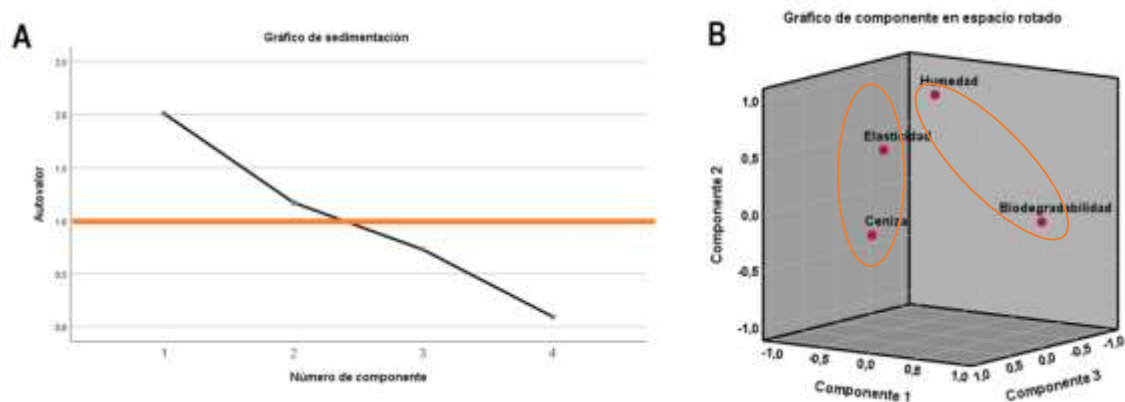 A
Gráfico de sedimentación
2,5
2,0
1,5
1,0
0,5
0,0
Autovalor
1 2 3 4
Número de componente
B
Gráfico de componente en espacio rotado
Humedad
Elasticidad
Biodegradabilidad
Ceniza
Componente 2
1,0
0,5
0,0
-0,5
-1,0
-1,0 -0,5 0,0 0,5 1,0
Componente 1
1,0 0,5 0,0 -0,5 -1,0
Componente 3